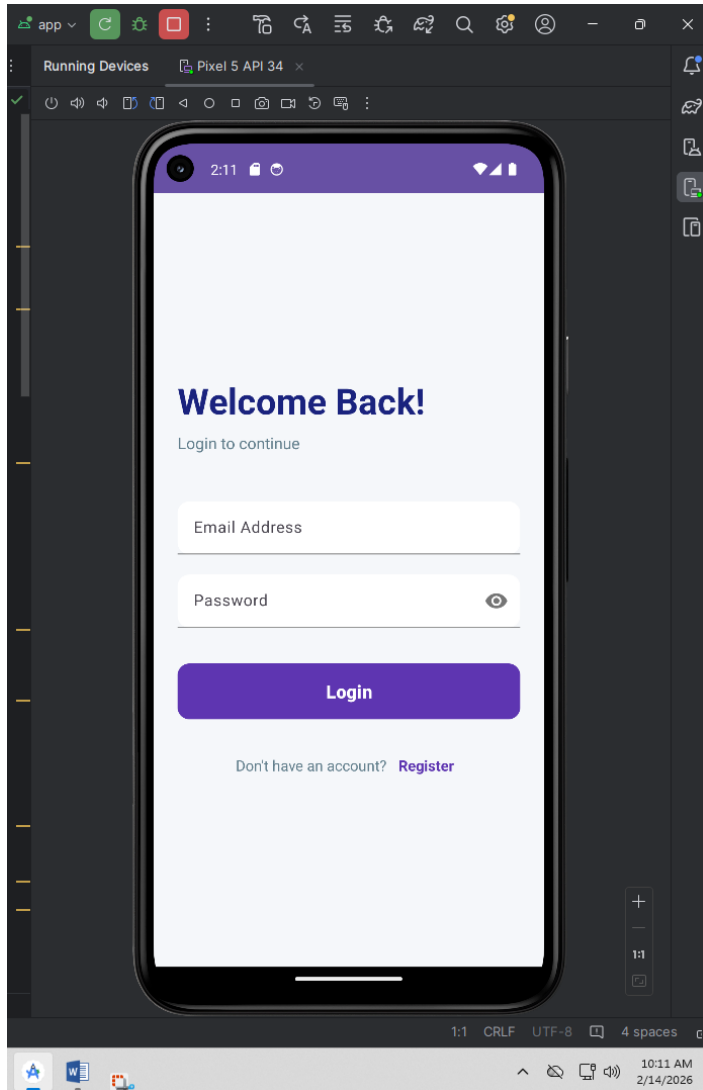 app
Running Devices
Pixel 5 API 34
2:11
Welcome Back!
Login to continue
Email Address
Password
Login
Don't have an account? Register
1:1
1:1 CRLF UTF-8 4 spaces
W
10:11 AM
2/14/2026